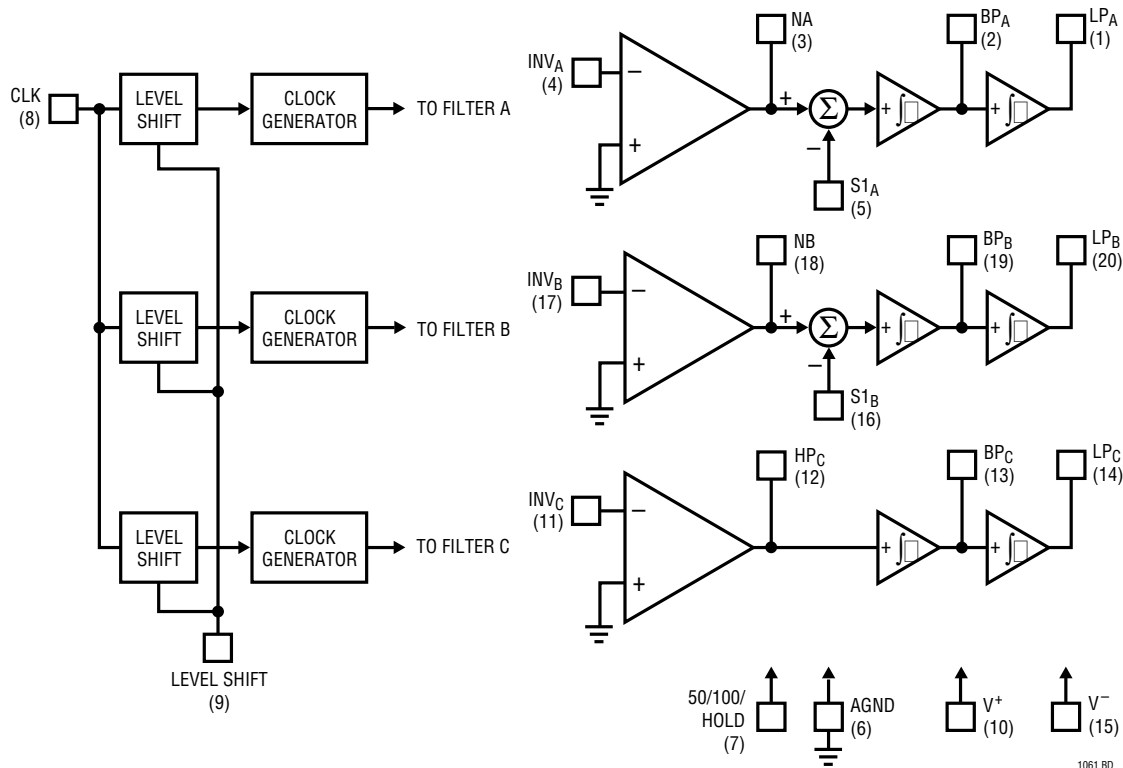 CLK
(8)
LEVEL
SHIFT
CLOCK
GENERATOR
TO FILTER A
LEVEL
SHIFT
CLOCK
GENERATOR
TO FILTER B
LEVEL
SHIFT
CLOCK
GENERATOR
TO FILTER C
LEVEL SHIFT
(9)
INVA
(4)
−
+
NA
(3)
+
Σ
−
S1A
(5)
+ ∫
BPA
(2)
+ ∫
LPA
(1)
INVB
(17)
−
+
NB
(18)
+
Σ
−
S1B
(16)
+ ∫
BPB
(19)
+ ∫
LPB
(20)
INVC
(11)
−
+
HPC
(12)
+ ∫
BPC
(13)
+ ∫
LPC
(14)
50/100/
HOLD
(7)
AGND
(6)
V+
(10)
V−
(15)
1061 BD